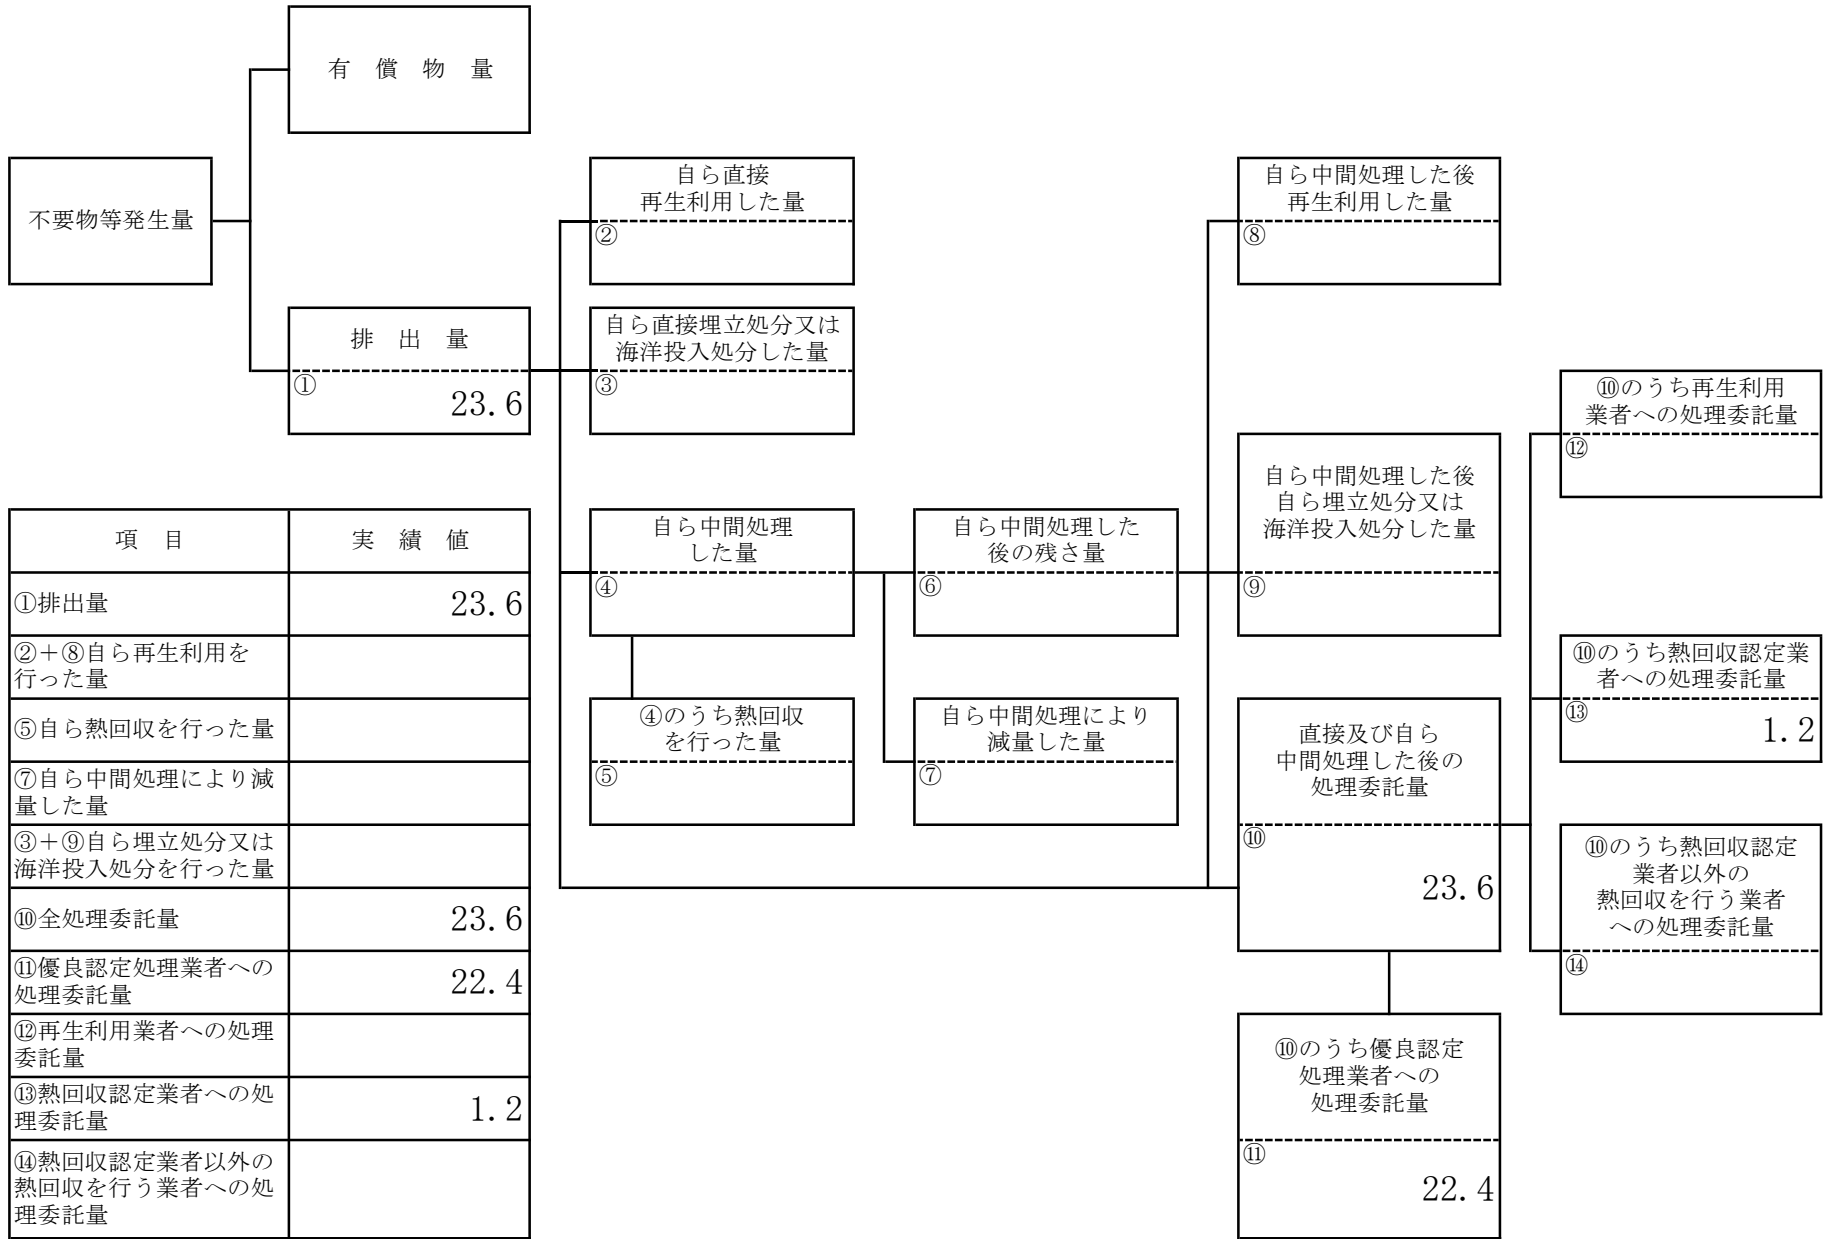 有 償 物 量
不要物等発生量
排 出 量
①
23.6
自ら直接
再生利用した量
②
自ら直接埋立処分又は
海洋投入処分した量
③
自ら中間処理
した量
④
④のうち熱回収
を行った量
⑤
自ら中間処理した
後の残さ量
⑥
自ら中間処理により
減量した量
⑦
自ら中間処理した後
再生利用した量
⑧
自ら中間処理した後
自ら埋立処分又は
海洋投入処分した量
⑨
直接及び自ら
中間処理した後の
処理委託量
⑩
23.6
⑩のうち優良認定
処理業者への
処理委託量
⑪
22.4
⑩のうち再生利用
業者への処理委託量
⑫
⑩のうち熱回収認定業
者への処理委託量
⑬
1.2
⑩のうち熱回収認定
業者以外の
熱回収を行う業者
への処理委託量
⑭
項 目 実 績 値
①排出量 23.6
②＋⑧自ら再生利用を
行った量
⑤自ら熱回収を行った量
⑦自ら中間処理により減
量した量
③＋⑨自ら埋立処分又は
海洋投入処分を行った量
⑩全処理委託量 23.6
⑪優良認定処理業者への
処理委託量 22.4
⑫再生利用業者への処理
委託量
⑬熱回収認定業者への処
理委託量 1.2
⑭熱回収認定業者以外の
熱回収を行う業者への処
理委託量